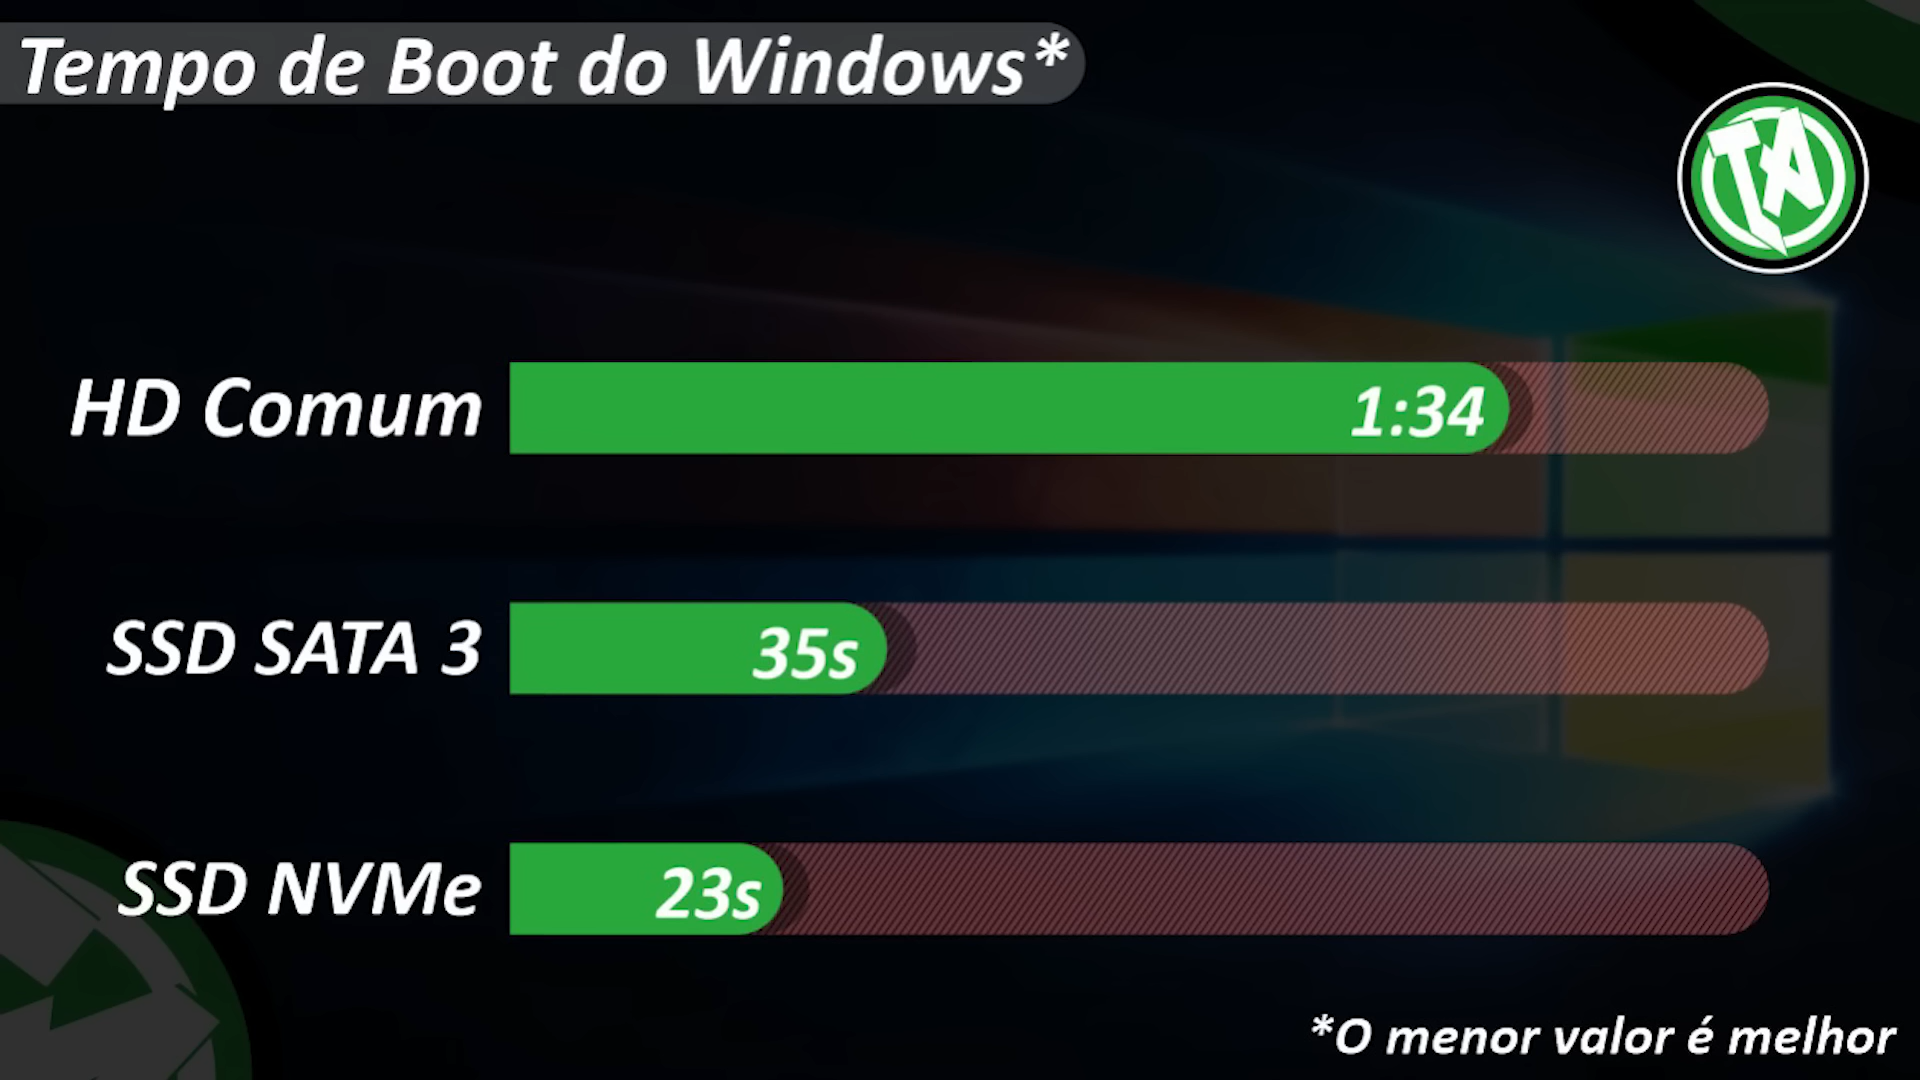 Tempo de Boot do Windows*
TA
HD Comum 1:34
SSD SATA 3 35s
SSD NVMe 23s
*O menor valor é melhor